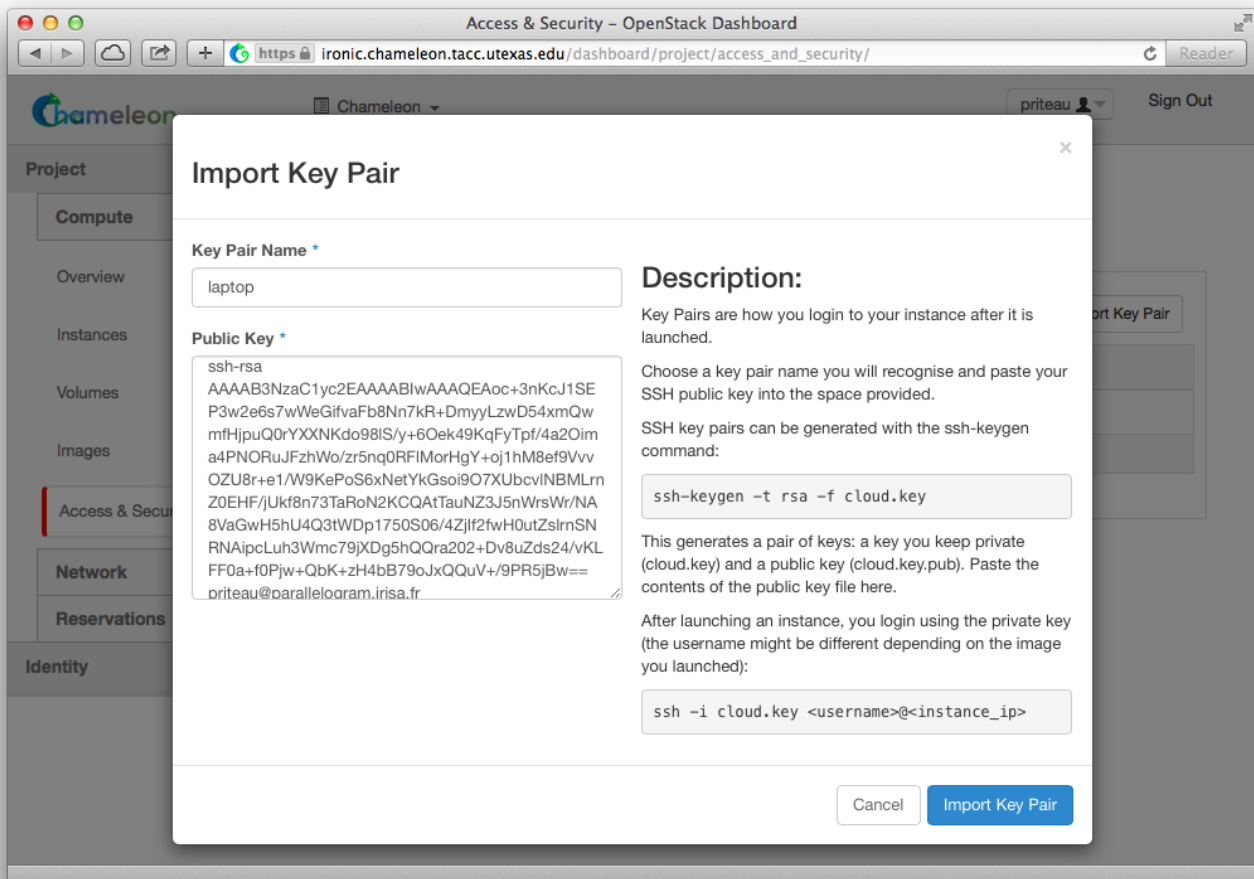 Access & Security – OpenStack Dashboard
https ironic.chameleon.tacc.utexas.edu/dashboard/project/access_and_security/
Reader
Chameleon
Chameleon
priteau
Sign Out
Project
Compute
Overview
Instances
Volumes
Images
Access & Secur
Network
Reservations
Identity
ort Key Pair
Import Key Pair
×
Key Pair Name *
laptop
Public Key *
ssh-rsa
AAAAB3NzaC1yc2EAAAABIwAAAQEAoc+3nKcJ1SE
P3w2e6s7wWeGifvaFb8Nn7kR+DmyyLzwD54xmQw
mfHjpuQ0rYXXNKdo98lS/y+6Oek49KqFyTpf/4a2Oim
a4PNORuJFzhWo/zr5nq0RFlMorHgY+oj1hM8ef9Vvv
OZU8r+e1/W9KePoS6xNetYkGsoi9O7XUbcvlNBMLrn
Z0EHF/jUkf8n73TaRoN2KCQAtTauNZ3J5nWrsWr/NA
8VaGwH5hU4Q3tWDp1750S06/4Zjlf2fwH0utZslrnSN
RNAipcLuh3Wmc79jXDg5hQQra202+Dv8uZds24/vKL
FF0a+f0Pjw+QbK+zH4bB79oJxQQuV+/9PR5jBw==
priteau@parallelogram.irisa.fr
Description:
Key Pairs are how you login to your instance after it is
launched.
Choose a key pair name you will recognise and paste your
SSH public key into the space provided.
SSH key pairs can be generated with the ssh-keygen
command:
ssh-keygen -t rsa -f cloud.key
This generates a pair of keys: a key you keep private
(cloud.key) and a public key (cloud.key.pub). Paste the
contents of the public key file here.
After launching an instance, you login using the private key
(the username might be different depending on the image
you launched):
ssh -i cloud.key <username>@<instance_ip>
Cancel
Import Key Pair